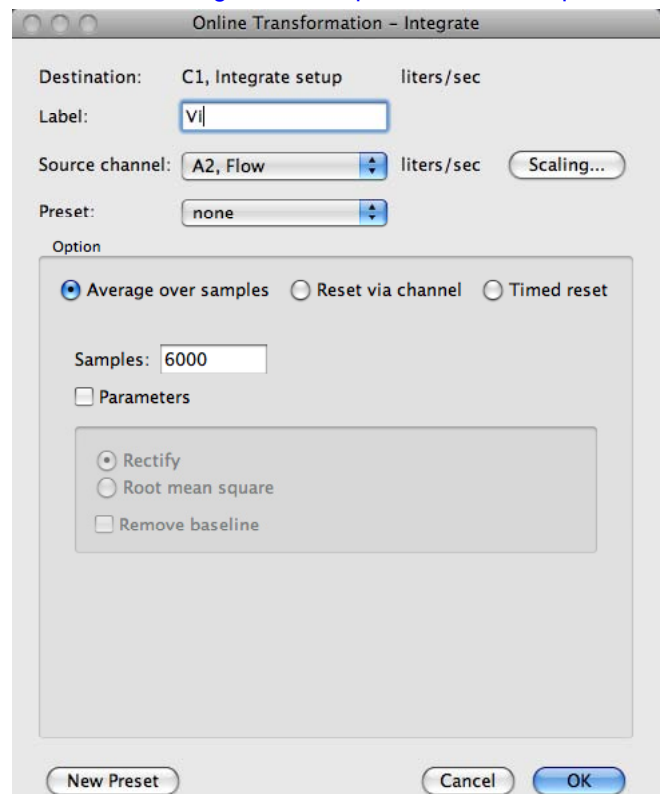 Online Transformation – Integrate
Destination: C1, Integrate setup liters/sec
Label: Vi
Source channel: A2, Flow liters/sec Scaling...
Preset: none
Option
Average over samples Reset via channel Timed reset
Samples: 6000
Parameters
Rectify
Root mean square
Remove baseline
New Preset Cancel OK